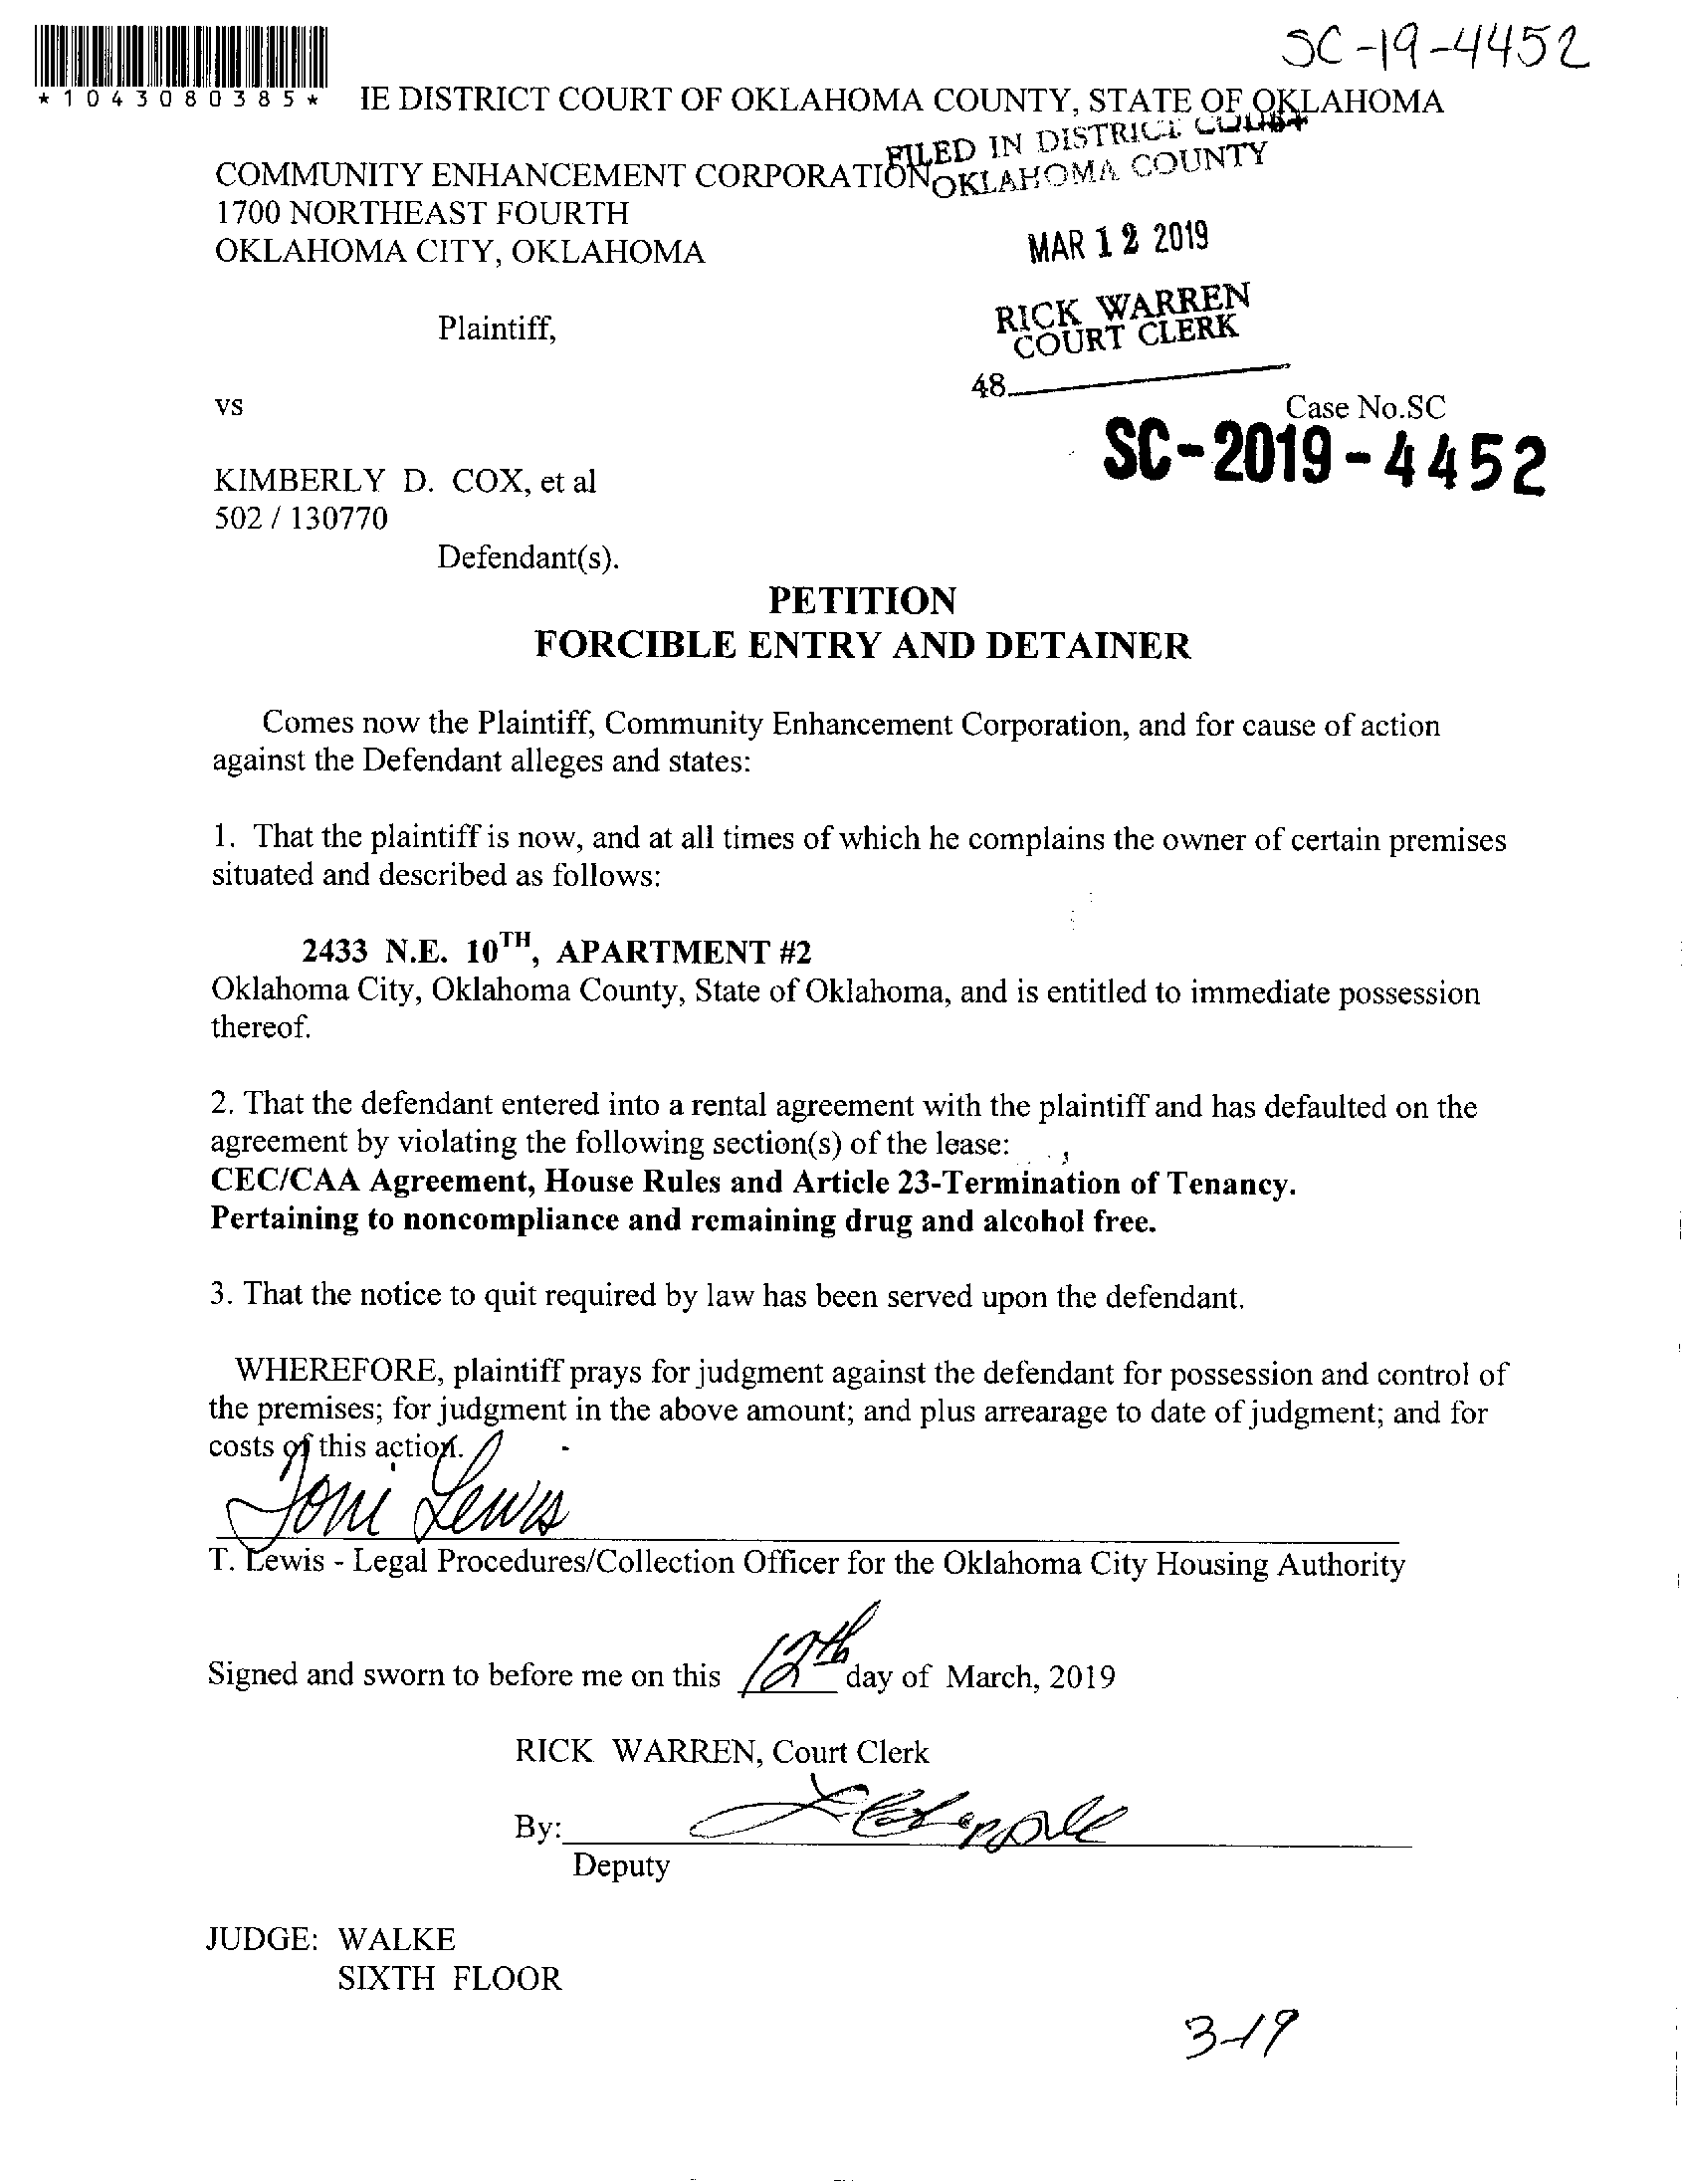 SC-19-4452
*1043080385*
IE DISTRICT COURT OF OKLAHOMA COUNTY, STATE OF OKLAHOMA
FILED IN DISTRICT COURT
OKLAHOMA COUNTY
COMMUNITY ENHANCEMENT CORPORATION
1700 NORTHEAST FOURTH
OKLAHOMA CITY, OKLAHOMA
MAR 12 2019
Plaintiff,
RICK WARREN
COURT CLERK
48
vs
Case No.SC
SC-2019-4452
KIMBERLY D. COX, et al
502 / 130770
Defendant(s).
PETITION
FORCIBLE ENTRY AND DETAINER
Comes now the Plaintiff, Community Enhancement Corporation, and for cause of action
against the Defendant alleges and states:
1. That the plaintiff is now, and at all times of which he complains the owner of certain premises
situated and described as follows:
2433 N.E. 10TH, APARTMENT #2
Oklahoma City, Oklahoma County, State of Oklahoma, and is entitled to immediate possession
thereof.
2. That the defendant entered into a rental agreement with the plaintiff and has defaulted on the
agreement by violating the following section(s) of the lease:
CEC/CAA Agreement, House Rules and Article 23-Termination of Tenancy.
Pertaining to noncompliance and remaining drug and alcohol free.
3. That the notice to quit required by law has been served upon the defendant.
WHEREFORE, plaintiff prays for judgment against the defendant for possession and control of
the premises; for judgment in the above amount; and plus arrearage to date of judgment; and for
costs of this action.
Toni Lewis
T. Lewis - Legal Procedures/Collection Officer for the Oklahoma City Housing Authority
Signed and sworn to before me on this 12th day of March, 2019
RICK WARREN, Court Clerk
By:
Deputy
JUDGE: WALKE
SIXTH FLOOR
3-19